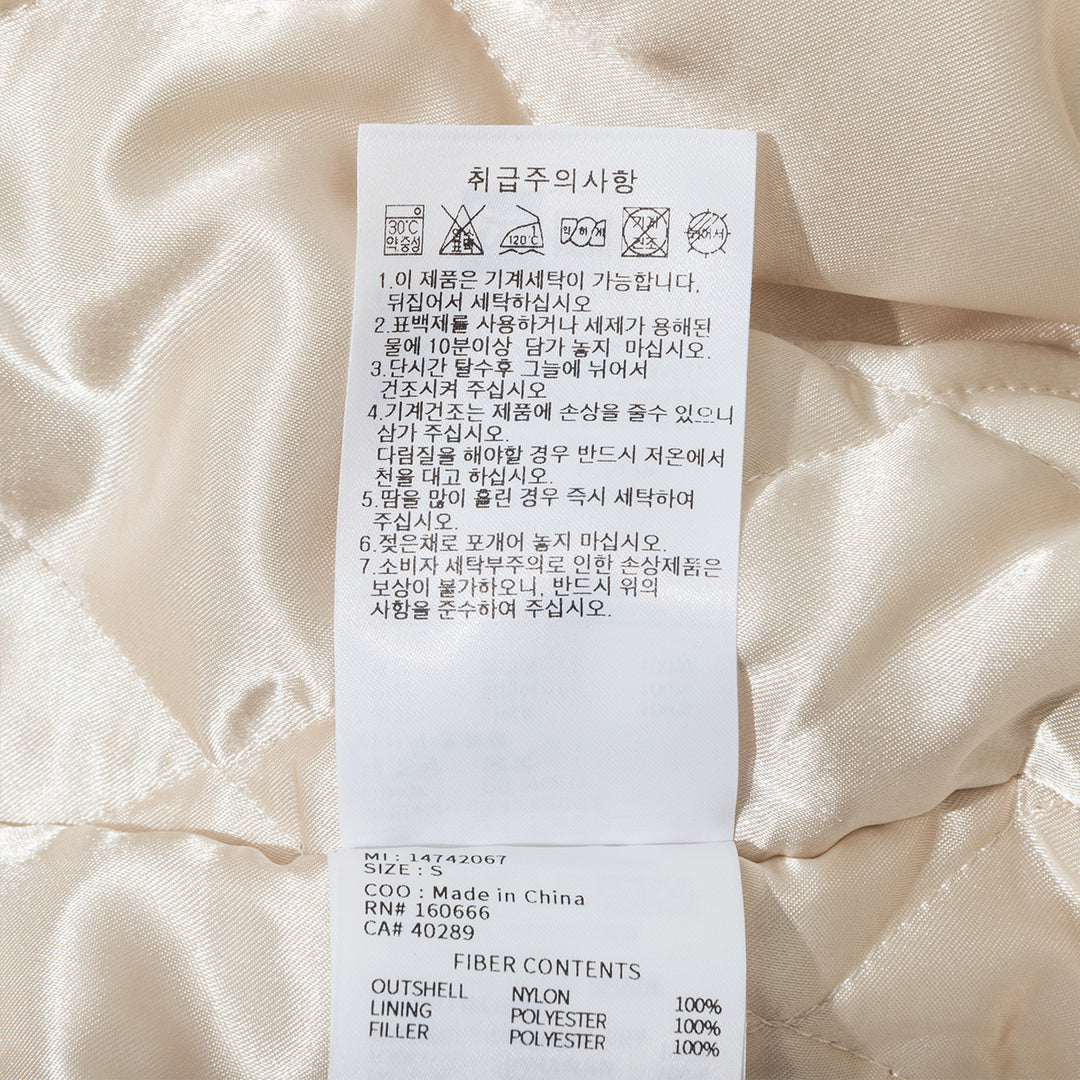 취급주의사항
30℃
약중성
염소
표백
120℃
약하게
기계
건조
뉘어서
1.이 제품은 기계세탁이 가능합니다,
뒤집어서 세탁하십시오
2.표백제를 사용하거나 세제가 용해된
물에 10분이상 담가 놓지 마십시오.
3.단시간 탈수후 그늘에 뉘어서
건조시켜 주십시오
4.기계건조는 제품에 손상을 줄수 있으니
삼가 주십시오.
다림질을 해야할 경우 반드시 저온에서
천을 대고 하십시오.
5.땀을 많이 흘린 경우 즉시 세탁하여
주십시오.
6.젖은채로 포개어 놓지 마십시오.
7.소비자 세탁부주의로 인한 손상제품은
보상이 불가하오니, 반드시 위의
사항을 준수하여 주십시오.
MI : 14742067
SIZE : S
COO : Made in China
RN# 160666
CA# 40289
FIBER CONTENTS
OUTSHELL NYLON 100%
LINING POLYESTER 100%
FILLER POLYESTER 100%